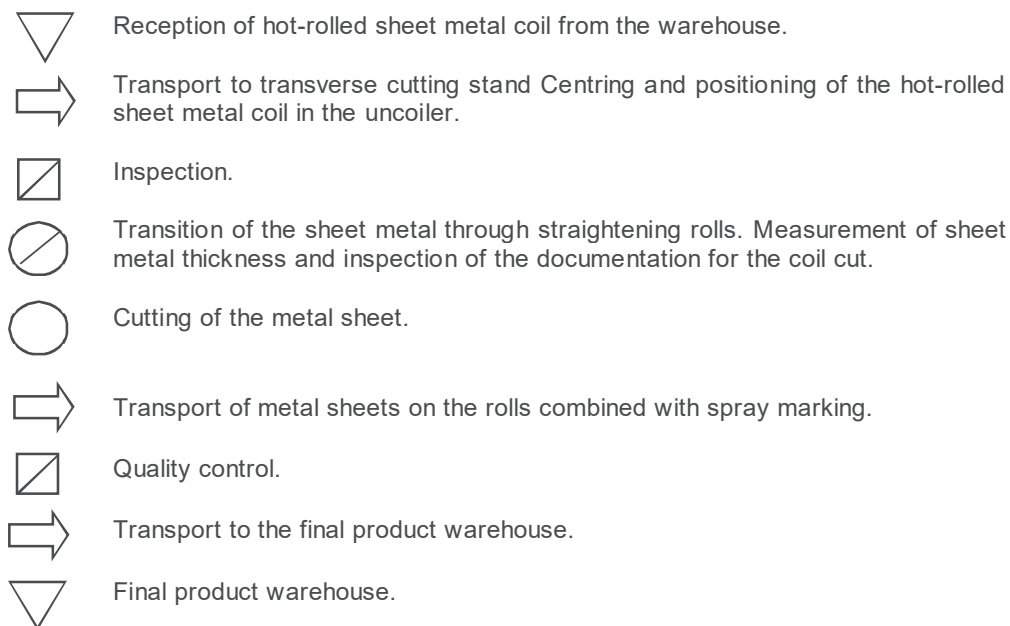 Reception of hot-rolled sheet metal coil from the warehouse.
Transport to transverse cutting stand Centring and positioning of the hot-rolled
sheet metal coil in the uncoiler.
Inspection.
Transition of the sheet metal through straightening rolls. Measurement of sheet
metal thickness and inspection of the documentation for the coil cut.
Cutting of the metal sheet.
Transport of metal sheets on the rolls combined with spray marking.
Quality control.
Transport to the final product warehouse.
Final product warehouse.